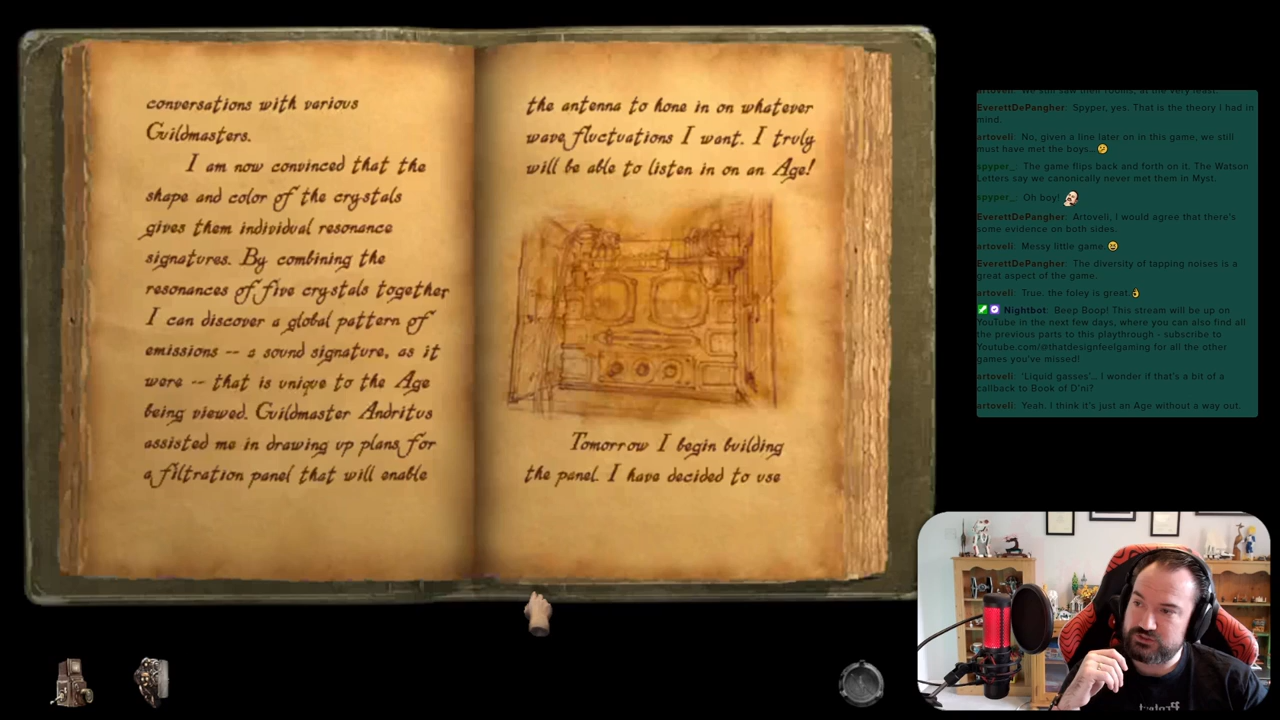 conversations with various
Guildmasters.
I am now convinced that the
shape and color of the crystals
gives them individual resonance
signatures. By combining the
resonances of five crystals together
I can discover a global pattern of
emissions -- a sound signature, as it
were -- that is unique to the Age
being viewed. Guildmaster Andritus
assisted me in drawing up plans for
a filtration panel that will enable
the antenna to hone in on whatever
wave fluctuations I want. I truly
will be able to listen in on an Age!
Tomorrow I begin building
the panel. I have decided to use
artoveli: We still saw their rooms, at the very least.
EverettDePangher: Spyper, yes. That is the theory I had in
mind.
artoveli: No, given a line later on in this game, we still
must have met the boys...
spyper_: The game flips back and forth on it. The Watson
Letters say we canonically never met them in Myst.
spyper_: Oh boy!
EverettDePangher: Artoveli, I would agree that there's
some evidence on both sides.
artoveli: Messy little game.
EverettDePangher: The diversity of tapping noises is a
great aspect of the game.
artoveli: True, the foley is great.
Nightbot: Beep Boop! This stream will be up on
YouTube in the next few days, where you can also find all
the previous parts to this playthrough - subscribe to
Youtube.com/@thatdesignfeelgaming for all the other
games you've missed!
artoveli: 'Liquid gasses'... I wonder if that's a bit of a
callback to Book of D'ni?
artoveli: Yeah. I think it's just an Age without a way out.